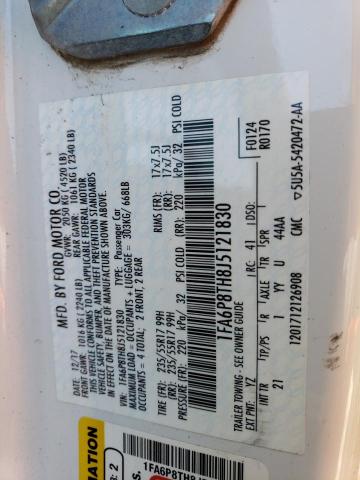 MFD. BY FORD MOTOR CO.
DATE: 12/17 GVWR: 2050 KG ( 4520 LB)
FRONT GAWR: 1016 KG ( 2240 LB) REAR GAWR: 1061 KG ( 2340 LB)
THIS VEHICLE CONFORMS TO ALL APPLICABLE FEDERAL MOTOR
VEHICLE SAFETY, BUMPER, AND THEFT PREVENTION STANDARDS
IN EFFECT ON THE DATE OF MANUFACTURE SHOWN ABOVE.
VIN: 1FA6P8TH8J5121830 TYPE: Passenger Car
MAXIMUM LOAD = OCCUPANTS + LUGGAGE = 303KG/ 668LB
OCCUPANTS = 4 TOTAL; 2 FRONT, 2 REAR
TIRE (FR): 235/55R17 99H RIMS (FR): 17x7.5J
TIRE (RR): 235/55R17 99H (RR): 17x7.5J
PRESSURE (FR): 220 kPa/ 32 PSI COLD (RR): 220 kPa/ 32 PSI COLD
1FA6P8TH8J5121830
TRAILER TOWING - SEE OWNER GUIDE
F0124
R0170
EXT PNT: YZ RC: 41 DSO:
INT TR TP/PS R AXLE TR SPR
21 I YY U 44AA
1201712126908 CMC 5U5A-5420472-AA